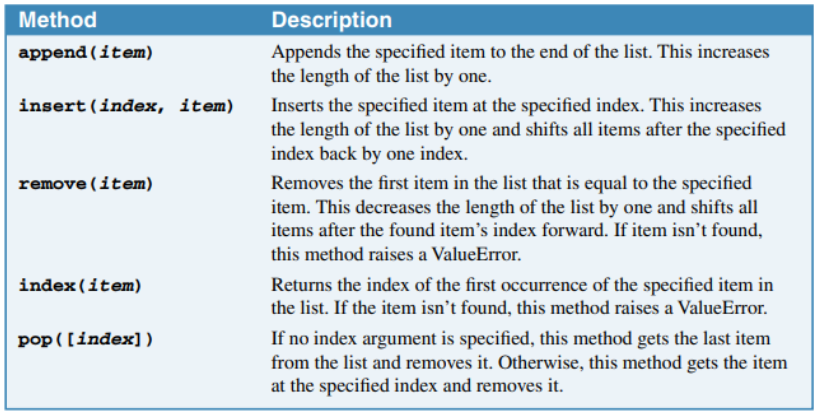 Method Description
append(item) Appends the specified item to the end of the list. This increases
the length of the list by one.
insert(index, item) Inserts the specified item at the specified index. This increases
the length of the list by one and shifts all items after the specified
index back by one index.
remove(item) Removes the first item in the list that is equal to the specified
item. This decreases the length of the list by one and shifts all
items after the found item’s index forward. If item isn’t found,
this method raises a ValueError.
index(item) Returns the index of the first occurrence of the specified item in
the list. If the item isn’t found, this method raises a ValueError.
pop([index]) If no index argument is specified, this method gets the last item
from the list and removes it. Otherwise, this method gets the item
at the specified index and removes it.